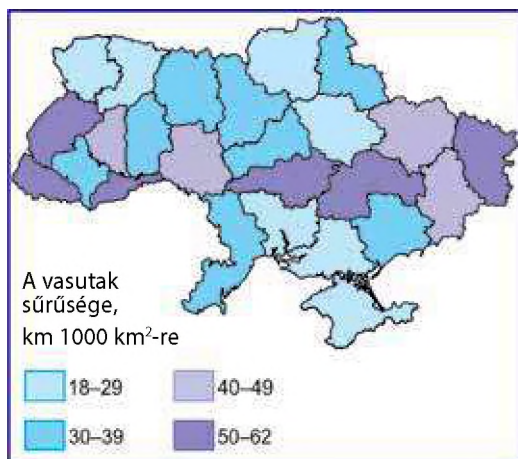 A vasutak
sűrűsége,
km 1000 km²-re
18–29
40–49
30–39
50–62